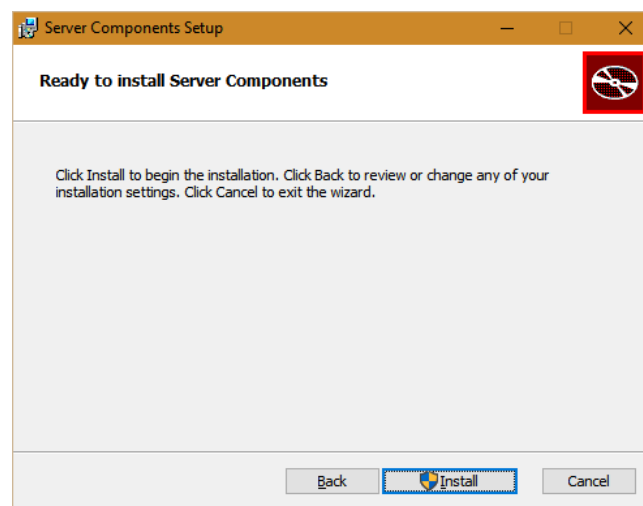 Server Components Setup
Ready to install Server Components
Click Install to begin the installation. Click Back to review or change any of your
installation settings. Click Cancel to exit the wizard.
Back
Install
Cancel